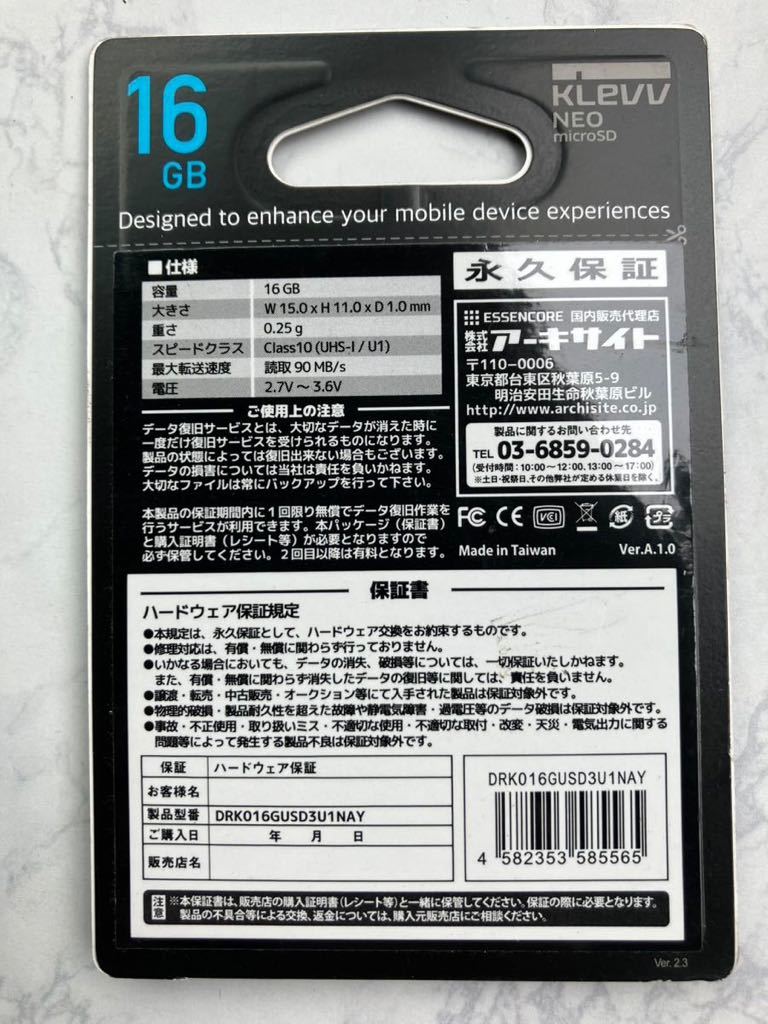 16
GB
KLevv
NEO
microSD
Designed to enhance your mobile device experiences
■仕様
容量 16 GB
大きさ W 15.0 x H 11.0 x D 1.0 mm
重さ 0.25 g
スピードクラス Class10 (UHS-I / U1)
最大転送速度 読取 90 MB/s
電圧 2.7V ~ 3.6V
ご使用上の注意
データ復旧サービスとは、大切なデータが消えた時に
一度だけ復旧サービスを受けられるものになります。
製品の状態によっては復旧出来ない場合もございます。
データの損害については当社は責任を負いかねます。
大切なファイルは常にバックアップを行って下さい。
本製品の保証期間内に1回限り無償でデータ復旧作業を
行うサービスが利用できます。本パッケージ(保証書)
と購入証明書(レシート等)が必要となりますので
必ず保管してください。2回目以降は有料となります。
永久保証
ESSENCORE 国内販売代理店
株式会社 アーキサイト
〒110-0006
東京都台東区秋葉原5-9
明治安田生命秋葉原ビル
http://www.archisite.co.jp
製品に関するお問い合わせ先
TEL 03-6859-0284
(受付時間:10:00~12:00、13:00~17:00)
※土日・祝祭日、その他弊社が定める休業日を除く。
FC CE VCI 紙 プラ
Made in Taiwan Ver.A.1.0
保証書
ハードウェア保証規定
●本規定は、永久保証として、ハードウェア交換をお約束するものです。
●修理対応は、有償・無償に関わらず行っておりません。
●いかなる場合においても、データの消失、破損等については、一切保証いたしかねます。
また、有償・無償に関わらず消失したデータの復旧等に関しては、責任を負いません。
●譲渡・転売・中古販売・オークション等にて入手された製品は保証対象外です。
●物理的破損・製品耐久性を超えた故障や静電気障害・過電圧等のデータ破損は保証対象外です。
●事故・不正使用・取り扱いミス・不適切な使用・不適切な取付・改変・天災・電気出力に関する
問題等によって発生する製品不良は保証対象外です。
保証 ハードウェア保証
お客様名
製品型番 DRK016GUSD3U1NAY
ご購入日 年 月 日
販売店名
DRK016GUSD3U1NAY
4 582353 585565
注意 ※本保証書は、販売店の購入証明書(レシート等)と一緒に保管してください。保証の際に必要となります。
製品の不具合等による交換、返金については、購入元販売店にご相談ください。
Ver. 2.3